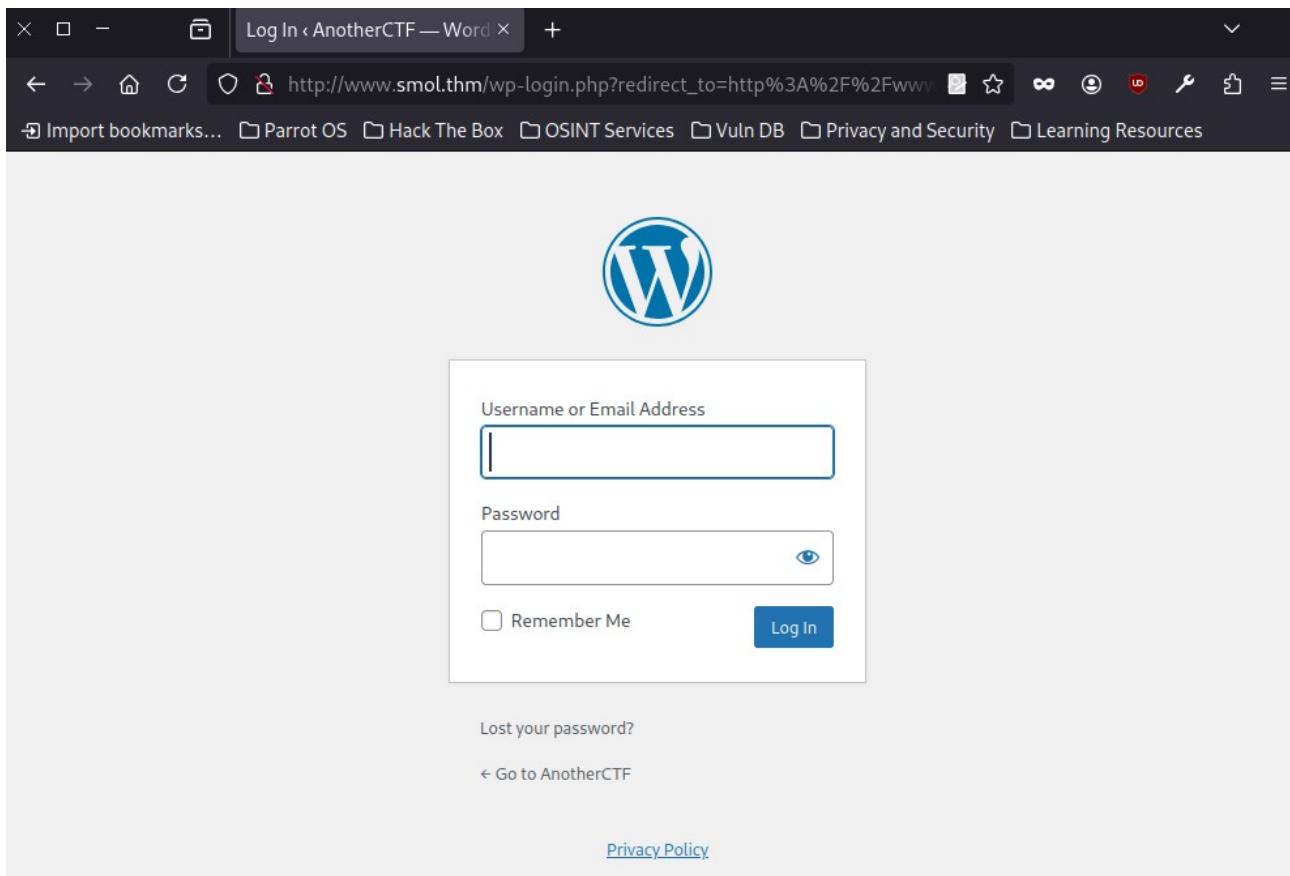 Log In ‹ AnotherCTF — Word
http://www.smol.thm/wp-login.php?redirect_to=http%3A%2F%2Fwww
Import bookmarks... Parrot OS Hack The Box OSINT Services Vuln DB Privacy and Security Learning Resources
Username or Email Address
Password
Remember Me Log In
Lost your password?
← Go to AnotherCTF
Privacy Policy